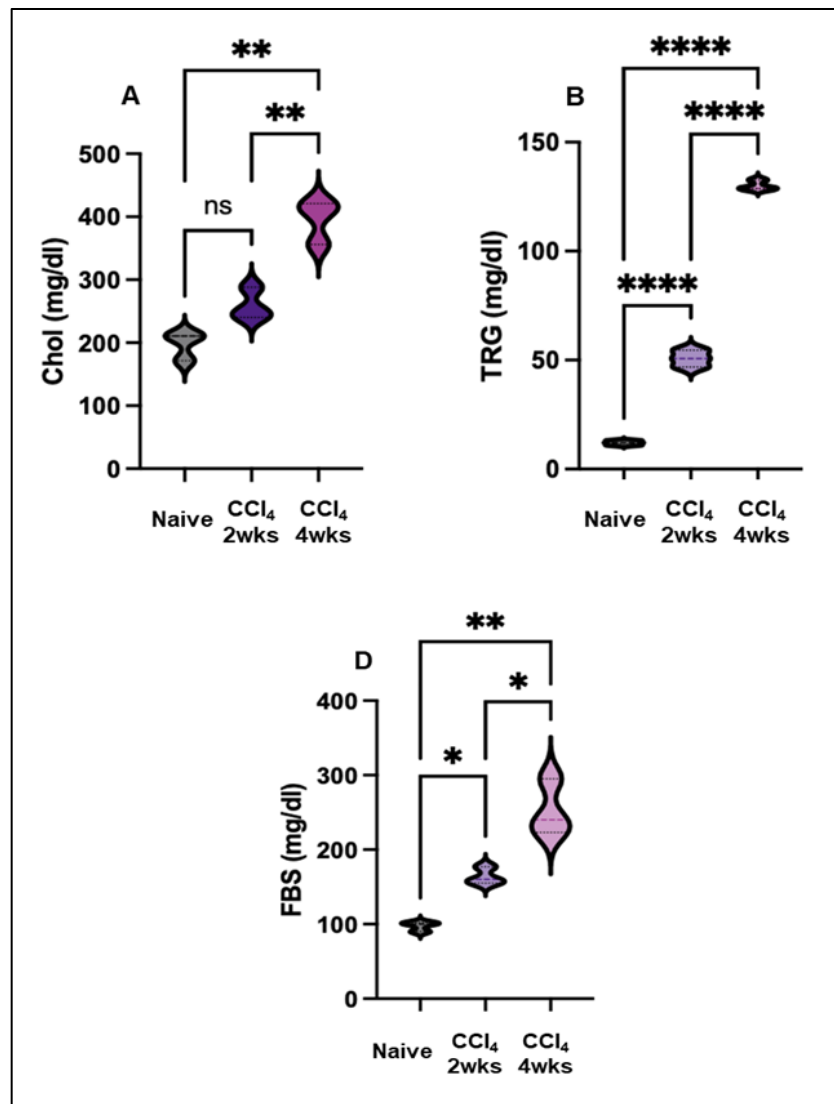 **
A
**
ns
Chol (mg/dl)
500
400
300
200
100
0
Naive
CCl₄
2wks
CCl₄
4wks
****
B
****
****
TRG (mg/dl)
150
100
50
0
Naive
CCl₄
2wks
CCl₄
4wks
**
D
*
*
FBS (mg/dl)
400
300
200
100
0
Naive
CCl₄
2wks
CCl₄
4wks